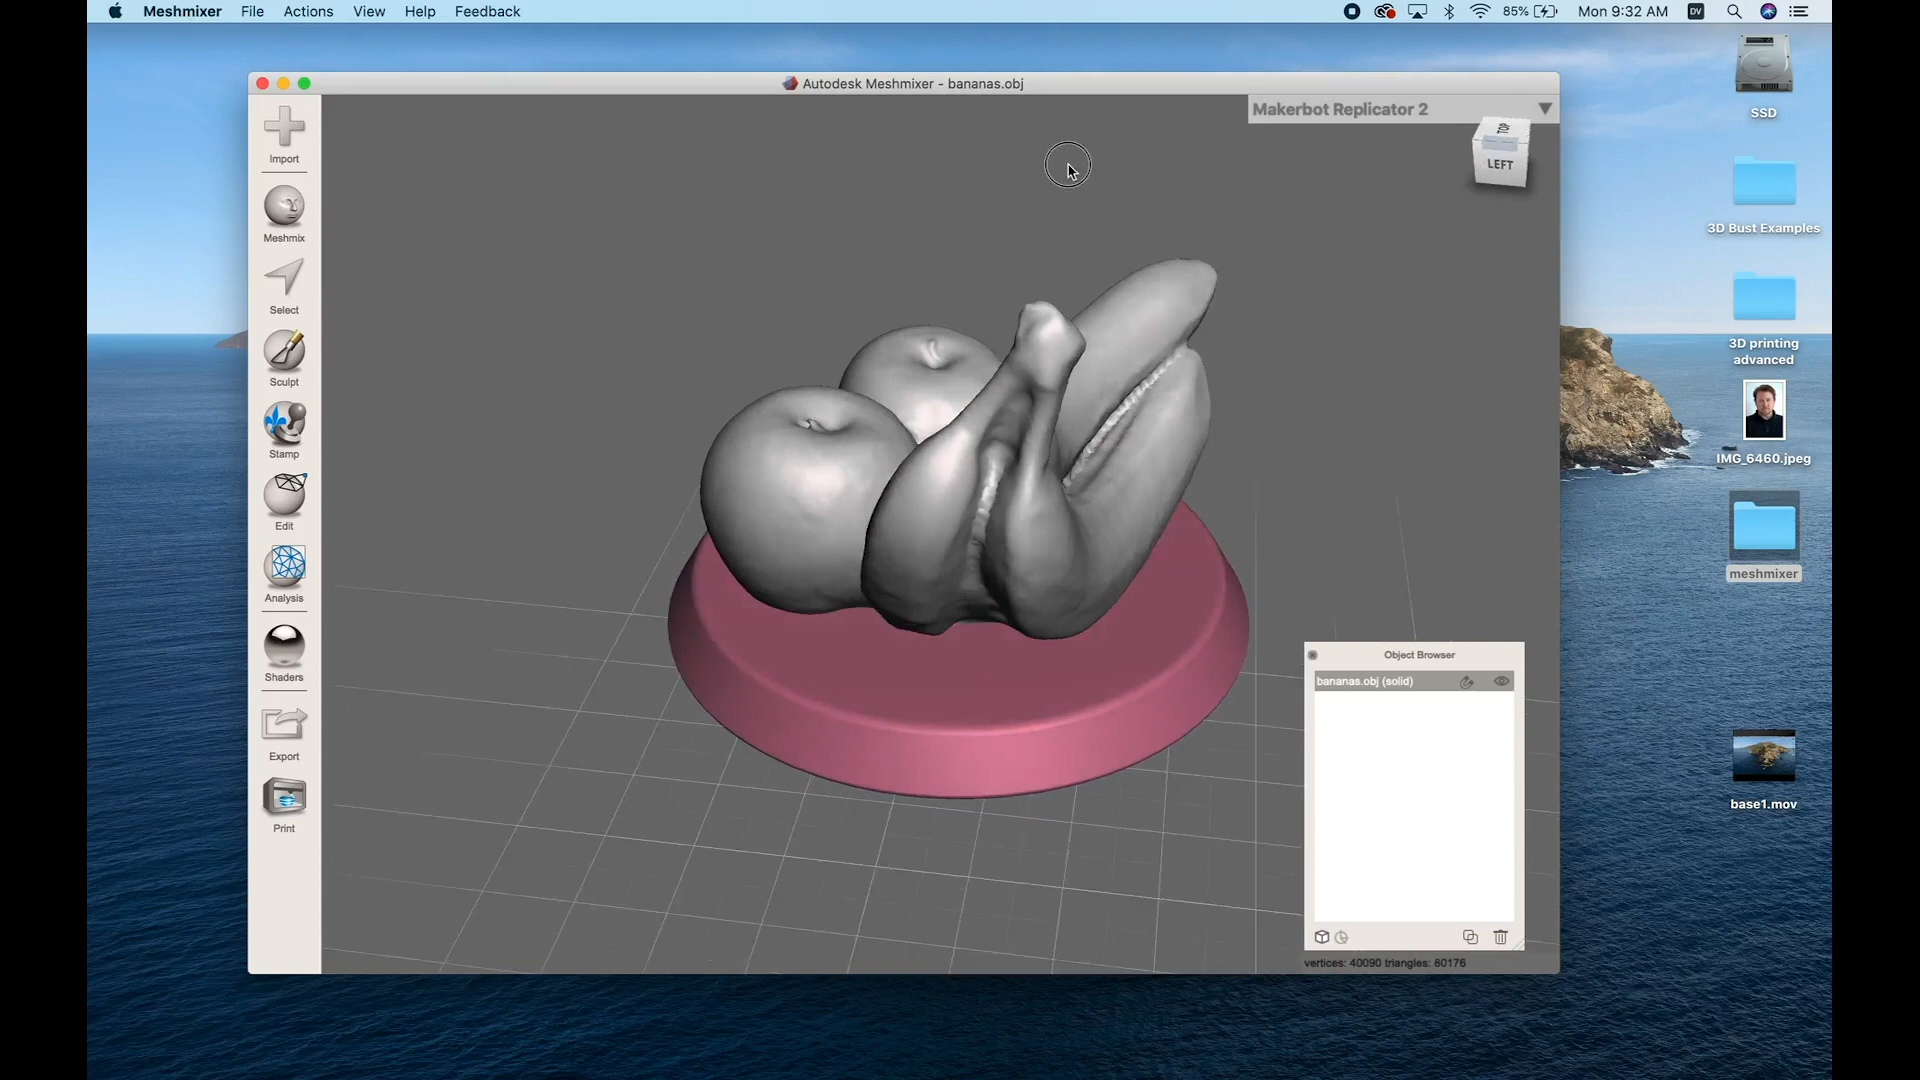 Meshmixer File Actions View Help Feedback
85% Mon 9:32 AM DV
Autodesk Meshmixer - bananas.obj
Makerbot Replicator 2
TOP
LEFT
Import
Meshmix
Select
Sculpt
Stamp
Edit
Analysis
Shaders
Export
Print
Object Browser
bananas.obj (solid)
vertices: 40090 triangles: 80176
SSD
3D Bust Examples
3D printing
advanced
IMG_6460.jpeg
meshmixer
base1.mov